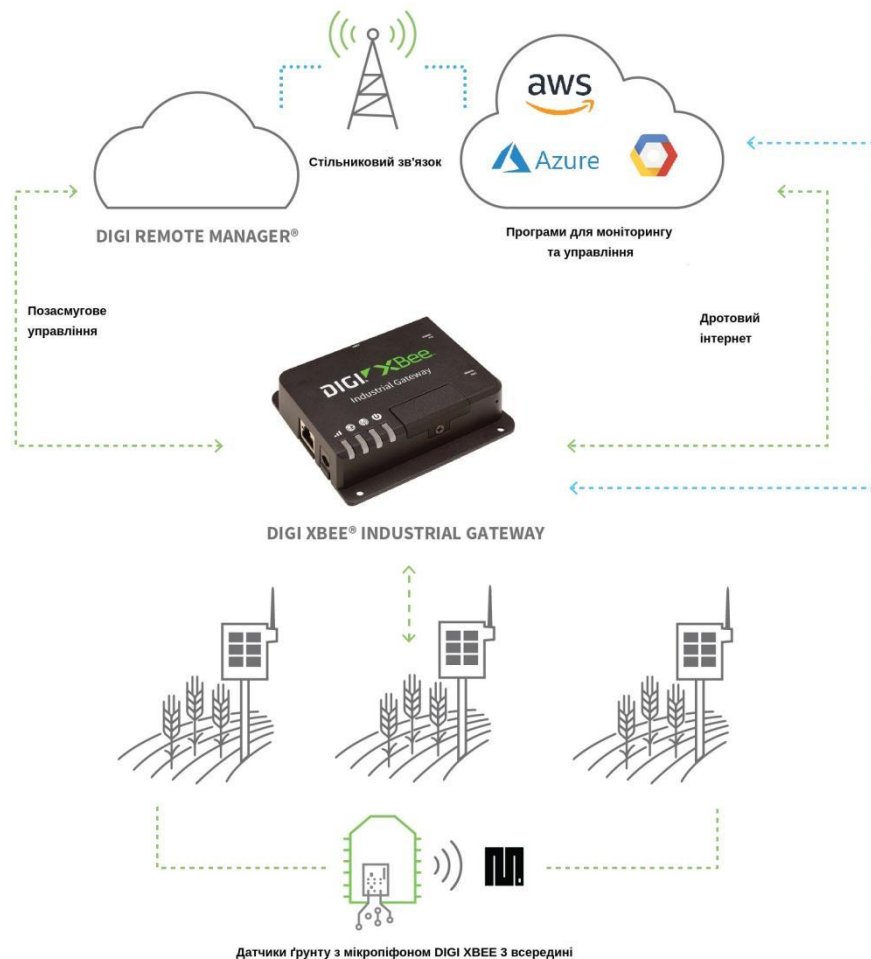 aws
Azure
Стільниковий зв'язок
DIGI REMOTE MANAGER®
Програми для моніторингу
та управління
Позасмугове
управління
Дротовий
інтернет
DIGI XBee
Industrial Gateway
DIGI XBEE® INDUSTRIAL GATEWAY
Датчики ґрунту з мікропіфоном DIGI XBEE 3 всередині